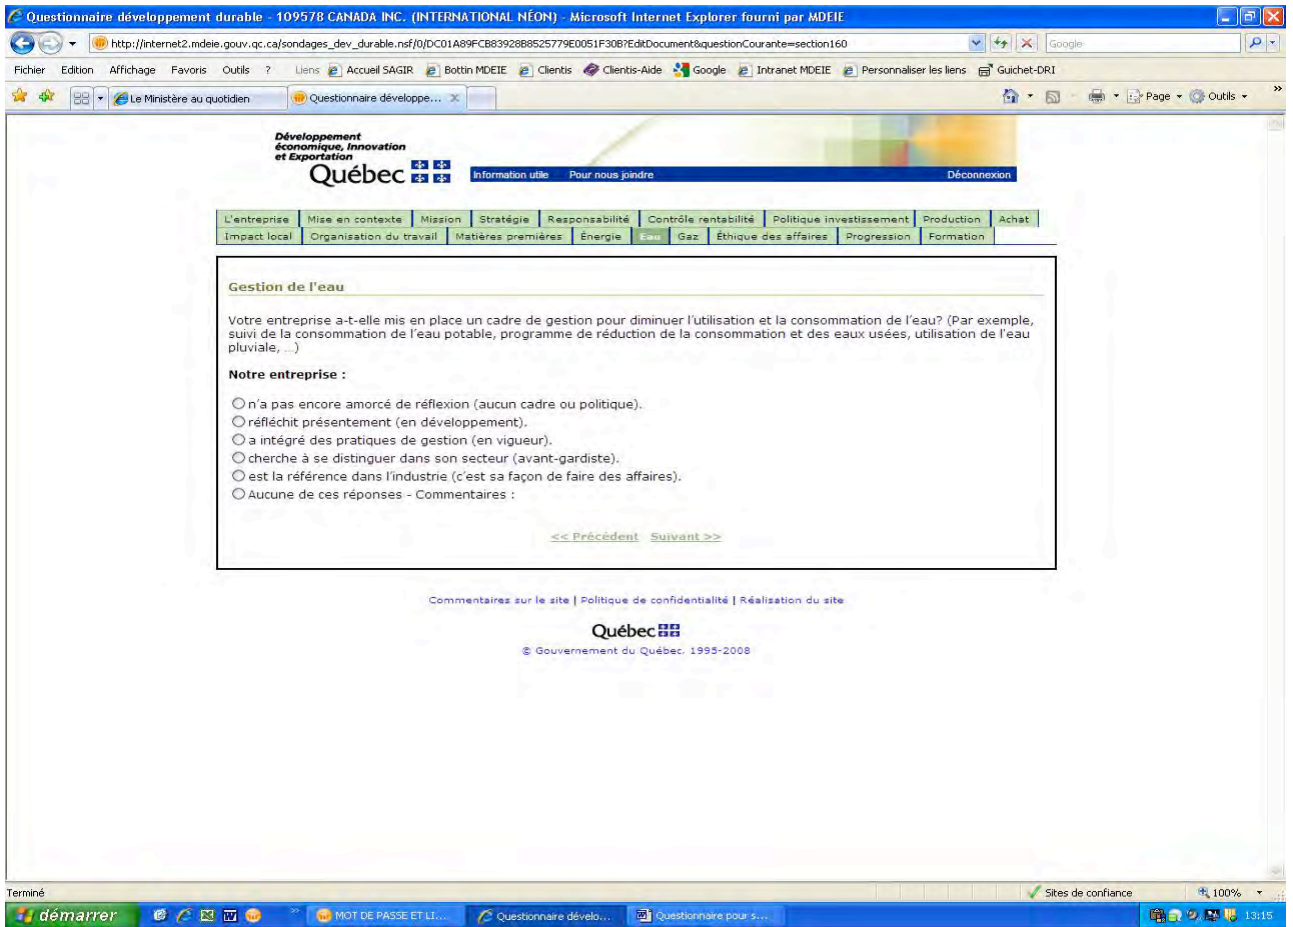 Questionnaire développement durable - 109578 CANADA INC. (INTERNATIONAL NÉON) - Microsoft Internet Explorer fourni par MDEIE
http://internet2.mdeie.gouv.qc.ca/sondages_dev_durable.nsf/0/DC01A89FCB83928B8525779E0051F30B?EditDocument&questionCourante=section160
Google
Fichier Edition Affichage Favoris Outils ? Liens Accueil SAGIR Bottin MDEIE Clientis Clientis-Aide Google Intranet MDEIE Personnaliser les liens Guichet-DRI
Le Ministère au quotidien Questionnaire développe... X Page Outils »
Développement
économique, Innovation
et Exportation
Québec
Information utile Pour nous joindre Déconnexion
L'entreprise Mise en contexte Mission Stratégie Responsabilité Contrôle rentabilité Politique investissement Production Achat
Impact local Organisation du travail Matières premières Énergie Eau Gaz Éthique des affaires Progression Formation
Gestion de l'eau
Votre entreprise a-t-elle mis en place un cadre de gestion pour diminuer l'utilisation et la consommation de l'eau? (Par exemple,
suivi de la consommation de l'eau potable, programme de réduction de la consommation et des eaux usées, utilisation de l'eau
pluviale, ...)
Notre entreprise :
n'a pas encore amorcé de réflexion (aucun cadre ou politique).
réfléchit présentement (en développement).
a intégré des pratiques de gestion (en vigueur).
cherche à se distinguer dans son secteur (avant-gardiste).
est la référence dans l'industrie (c'est sa façon de faire des affaires).
Aucune de ces réponses - Commentaires :
<< Précédent Suivant >>
Commentaires sur le site | Politique de confidentialité | Réalisation du site
Québec
© Gouvernement du Québec, 1995-2008
Terminé Sites de confiance 100%
démarrer » MOT DE PASSE ET LI... Questionnaire dévelo... Questionnaire pour s... 13:15